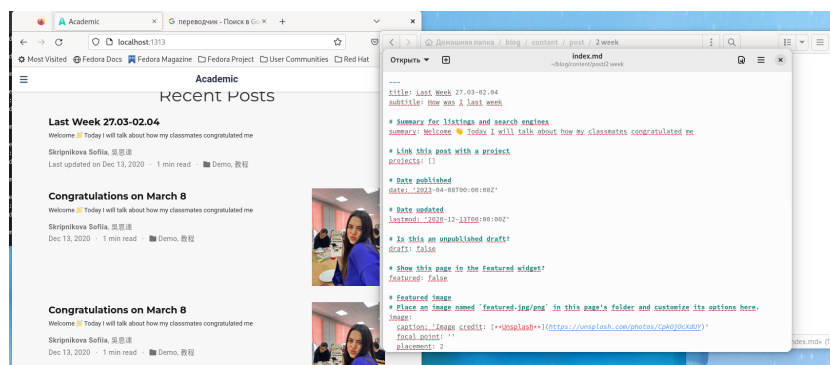 Academic
переводчик - Поиск в Go
localhost:1313
Most Visited Fedora Docs Fedora Magazine Fedora Project User Communities Red Hat
Academic
Recent Posts
Last Week 27.03-02.04
Welcome 👋 Today I will talk about how my classmates congratulated me
Skripnikova Sofiia, 吳恩達
Last updated on Dec 13, 2020 · 1 min read · Demo, 教程
Congratulations on March 8
Welcome 👋 Today I will talk about how my classmates congratulated me
Skripnikova Sofiia, 吳恩達
Dec 13, 2020 · 1 min read · Demo, 教程
Congratulations on March 8
Welcome 👋 Today I will talk about how my classmates congratulated me
Skripnikova Sofiia, 吳恩達
Dec 13, 2020 · 1 min read · Demo, 教程
Домашняя папка / blog / content / post / 2 week
Открыть
index.md
~/blog/content/post/2 week
---
title: Last Week 27.03-02.04
subtitle: How was I last week
# Summary for listings and search engines
summary: Welcome 👋 Today I will talk about how my classmates congratulated me
# Link this post with a project
projects: []
# Date published
date: '2023-04-08T00:00:00Z'
# Date updated
lastmod: '2020-12-13T00:00:00Z'
# Is this an unpublished draft?
draft: false
# Show this page in the Featured widget?
featured: false
# Featured image
# Place an image named `featured.jpg/png` in this page's folder and customize its options here.
image:
caption: 'Image credit: [**Unsplash**](https://unsplash.com/photos/CpkOjOcXdUY)'
focal_point: ''
placement: 2
ndex.md» (1